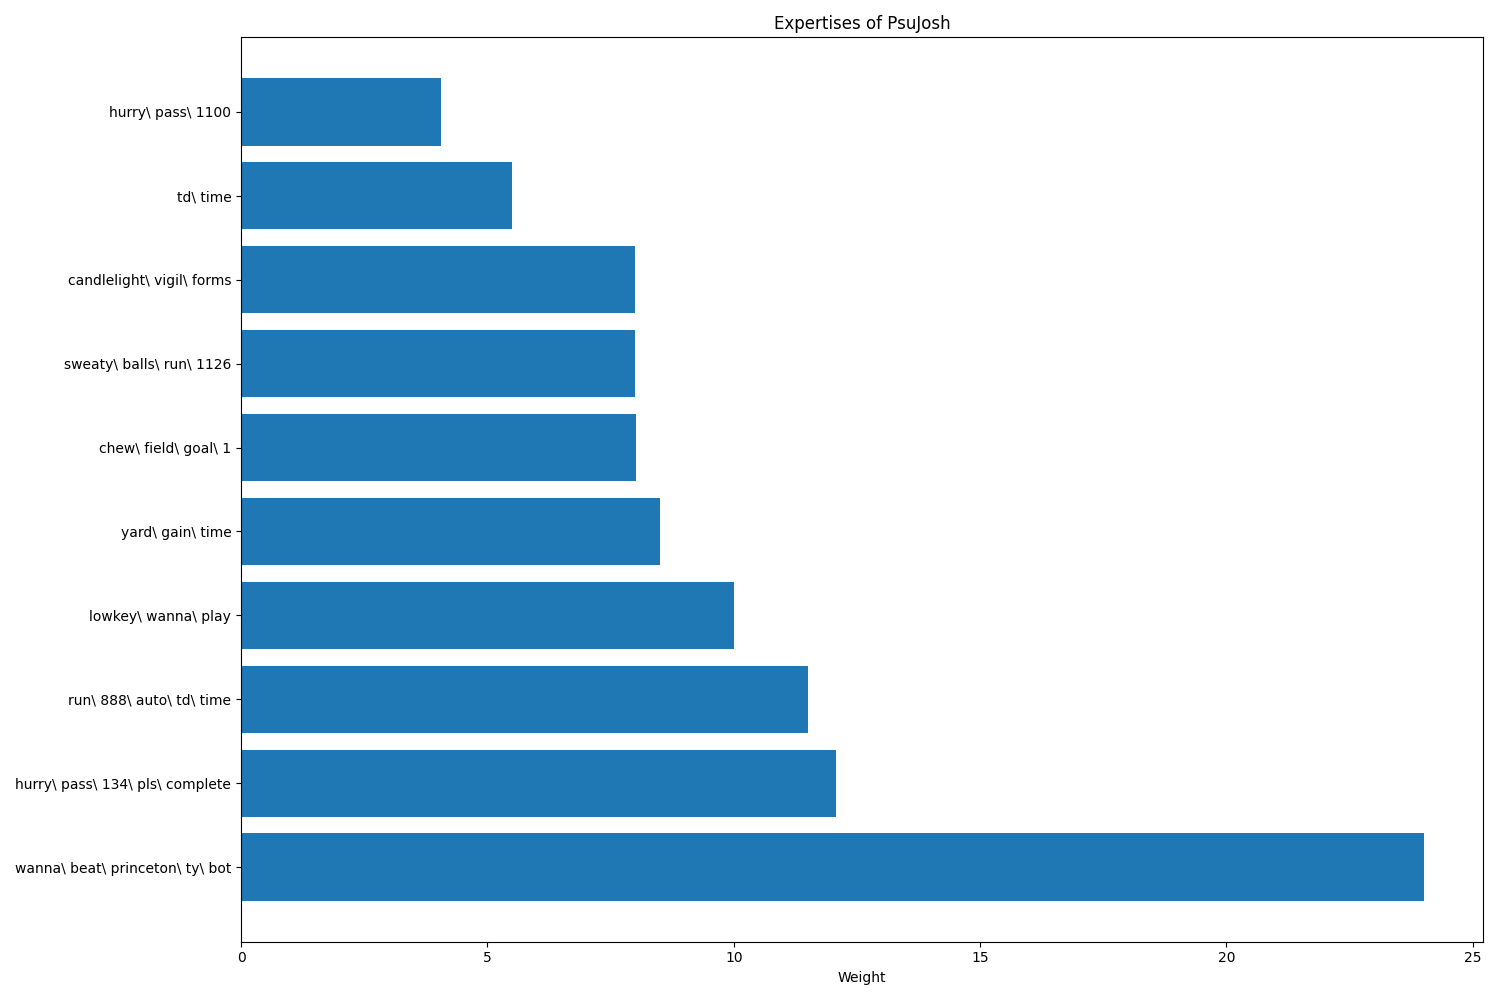 Expertises of PsuJosh
hurry\ pass\ 1100
td\ time
candlelight\ vigil\ forms
sweaty\ balls\ run\ 1126
chew\ field\ goal\ 1
yard\ gain\ time
lowkey\ wanna\ play
run\ 888\ auto\ td\ time
hurry\ pass\ 134\ pls\ complete
wanna\ beat\ princeton\ ty\ bot
0 5 10 15 20 25
Weight